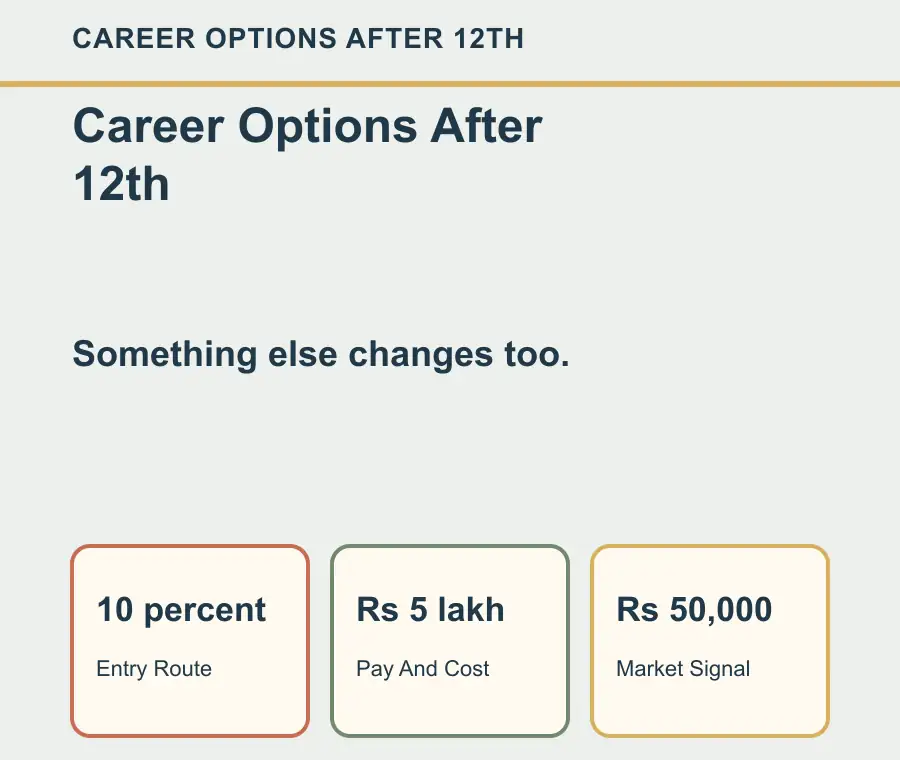 CAREER OPTIONS AFTER 12TH
Career Options After
12th
Something else changes too.
10 percent
Entry Route
Rs 5 lakh
Pay And Cost
Rs 50,000
Market Signal